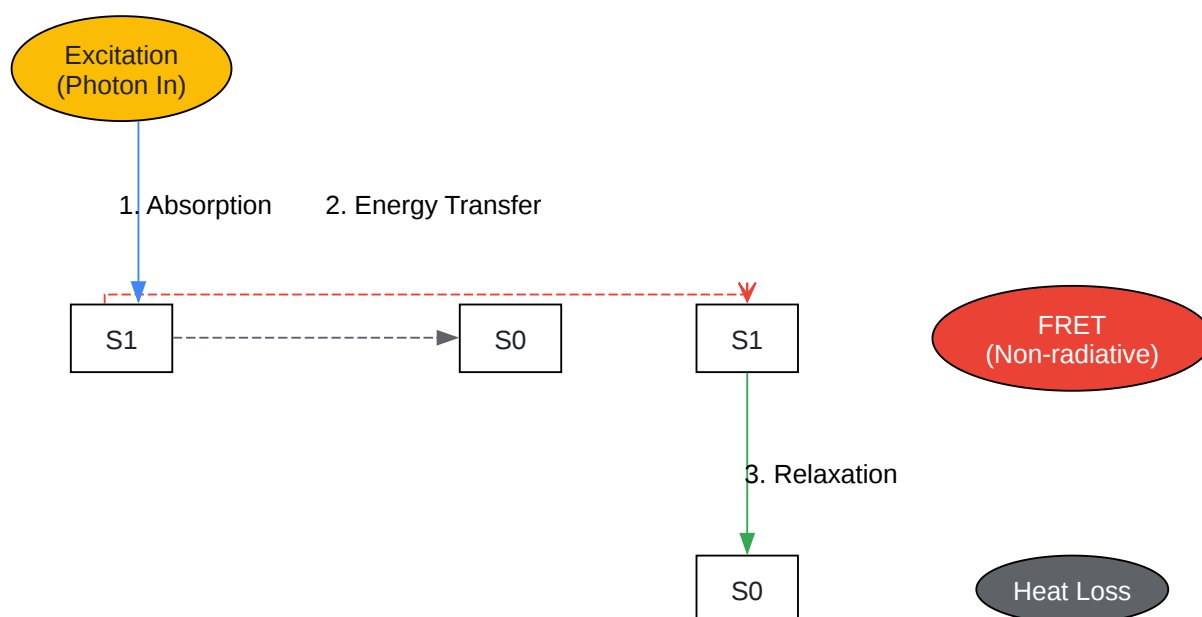 Excitation
(Photon In)
1. Absorption
2. Energy Transfer
S1
S0
S1
FRET
(Non-radiative)
3. Relaxation
S0
Heat Loss